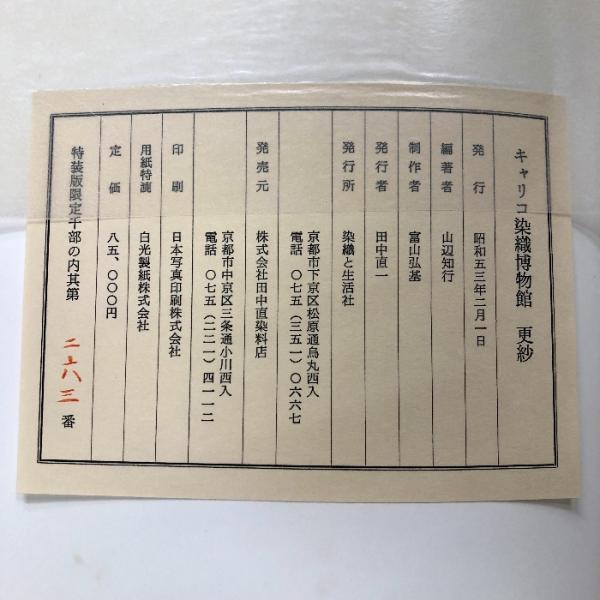 キャリコ染織博物館 更紗
発行 昭和五三年二月一日
編著者 山辺知行
制作者 富山弘基
発行者 田中直一
発行所 染織と生活社
京都市下京区松原通烏丸西入
電話 〇七五(三五一)〇六六七
発売元 株式会社田中直染料店
京都市中京区三条通小川西入
電話 〇七五(二二一)四一一二
印刷 日本写真印刷株式会社
用紙特漉 白光製紙株式会社
定価 八五、〇〇〇円
特装版限定千部の内其第 二六三 番